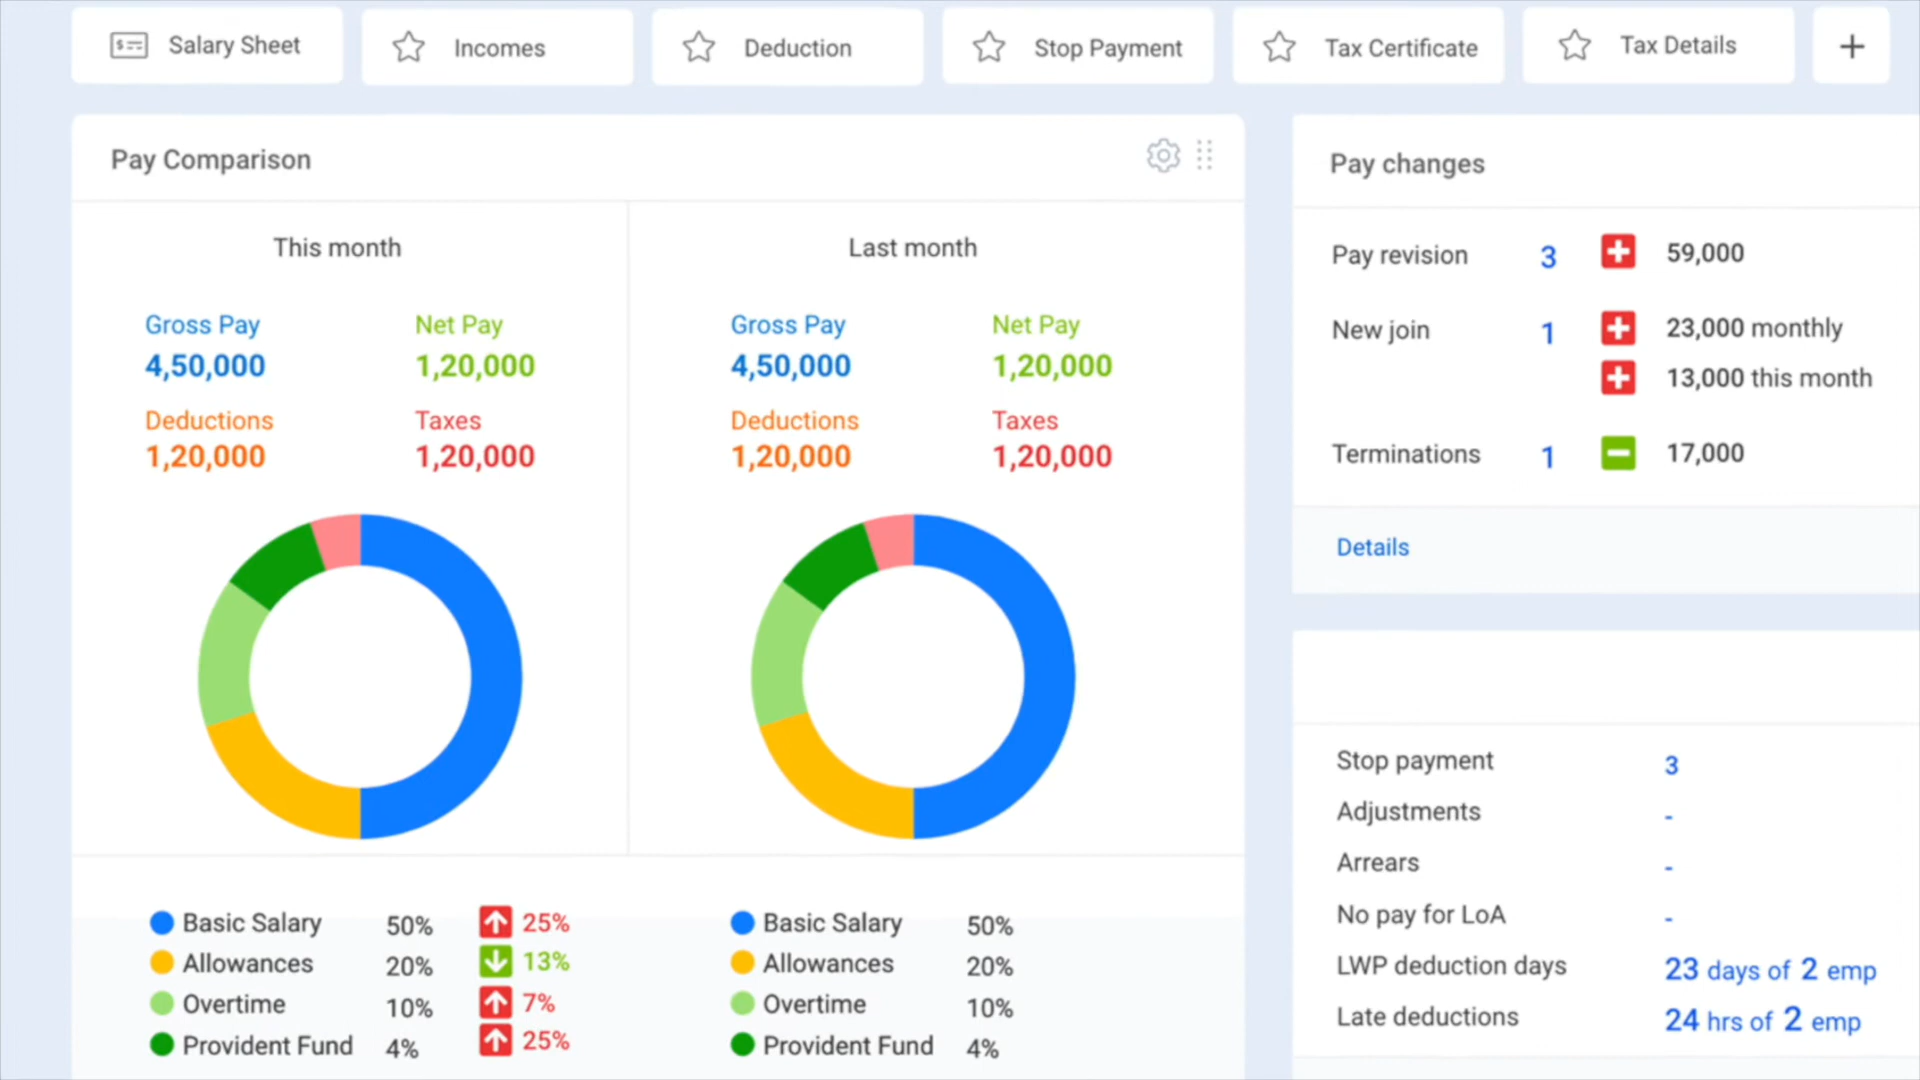 Salary Sheet
Incomes
Deduction
Stop Payment
Tax Certificate
Tax Details
+
Pay Comparison
This month
Gross Pay
4,50,000
Net Pay
1,20,000
Deductions
1,20,000
Taxes
1,20,000
Last month
Gross Pay
4,50,000
Net Pay
1,20,000
Deductions
1,20,000
Taxes
1,20,000
Basic Salary 50% 25%
Allowances 20% 13%
Overtime 10% 7%
Provident Fund 4% 25%
Basic Salary 50%
Allowances 20%
Overtime 10%
Provident Fund 4%
Pay changes
Pay revision 3 59,000
New join 1 23,000 monthly
13,000 this month
Terminations 1 17,000
Details
Stop payment 3
Adjustments -
Arrears -
No pay for LoA -
LWP deduction days 23 days of 2 emp
Late deductions 24 hrs of 2 emp